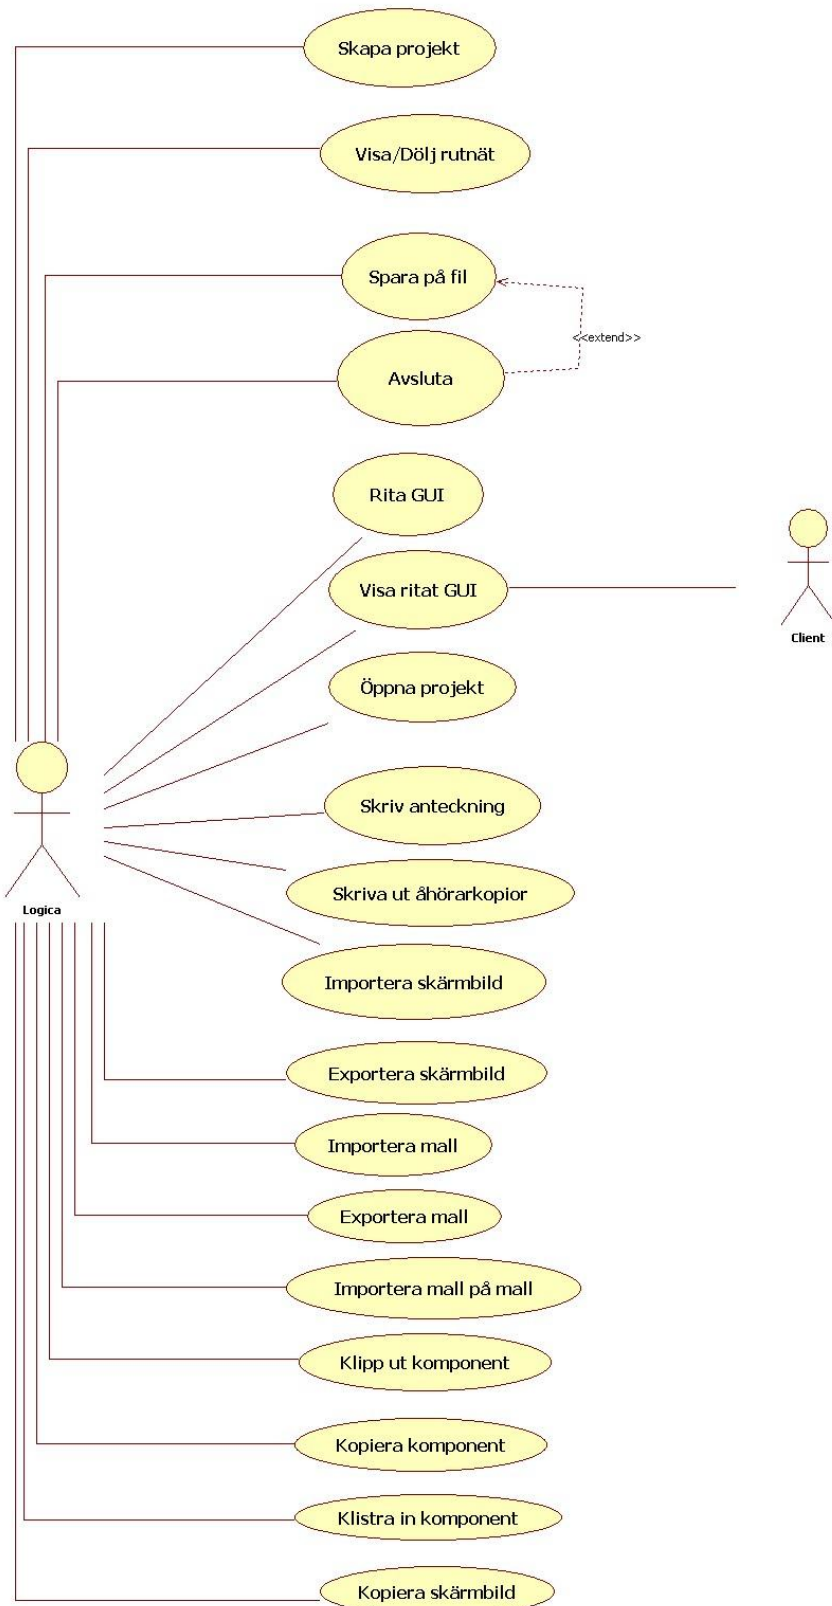 Skapa projekt
Visa/Dölj rutnät
Spara på fil
<<extend>>
Avsluta
Rita GUI
Visa ritat GUI
Client
Öppna projekt
Skriv anteckning
Skriva ut åhörarkopior
Logica
Importera skärmbild
Exportera skärmbild
Importera mall
Exportera mall
Importera mall på mall
Klipp ut komponent
Kopiera komponent
Klistra in komponent
Kopiera skärmbild